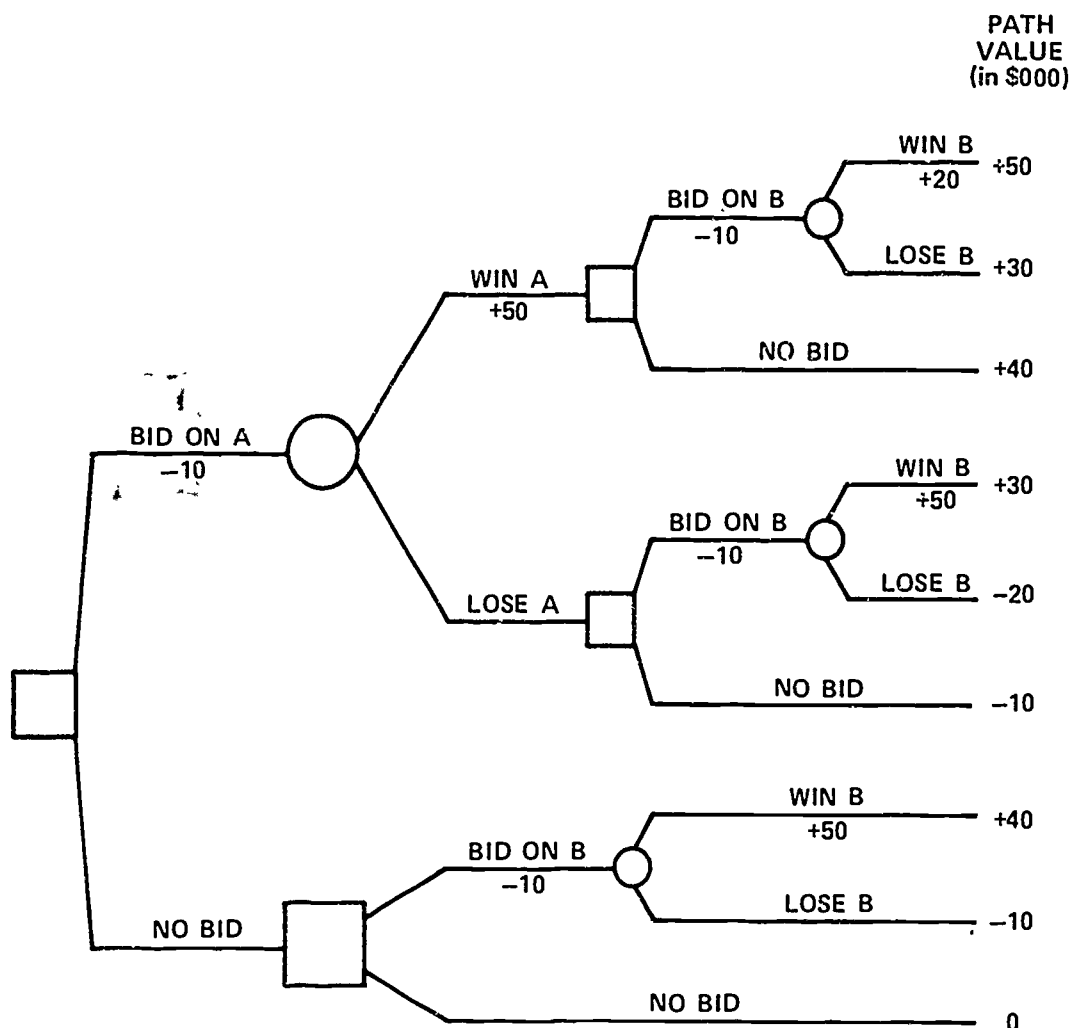 PATH
VALUE
(in $000)
WIN B
+20
+50
BID ON B
-10
LOSE B
+30
WIN A
+50
NO BID
+40
BID ON A
-10
WIN B
+50
+30
BID ON B
-10
LOSE B
-20
LOSE A
NO BID
-10
WIN B
+50
+40
BID ON B
-10
LOSE B
-10
NO BID
NO BID
0